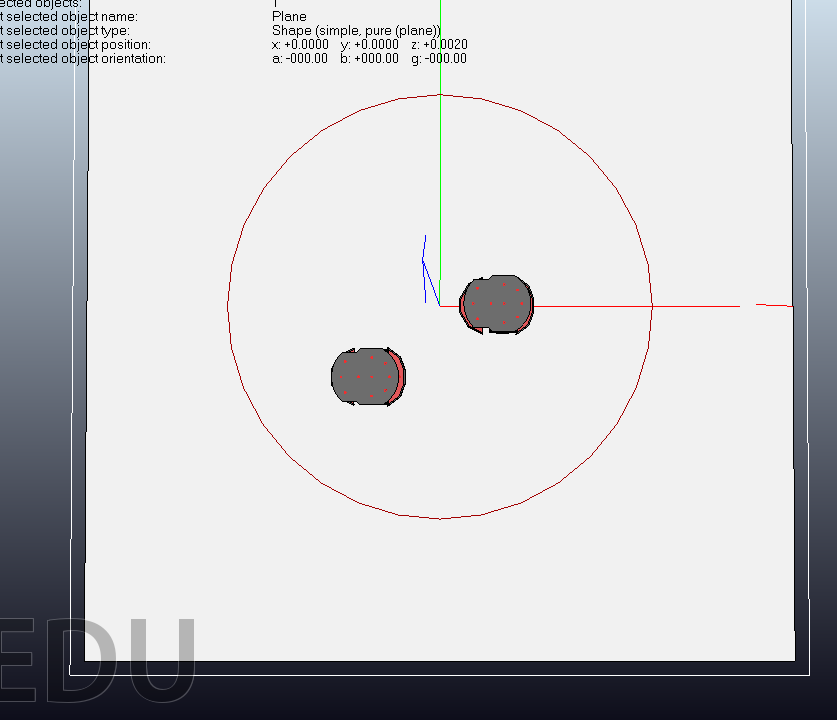 ected objects: 1
t selected object name: Plane
t selected object type: Shape (simple, pure (plane))
t selected object position: x: +0.0000 y: +0.0000 z: +0.0020
t selected object orientation: a: -000.00 b: +000.00 g: -000.00
EDU